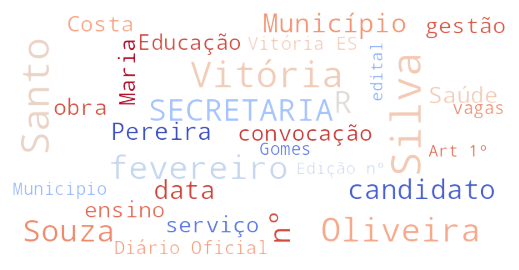 Costa
Município
gestão
Santo
Maria
Educação
Vitória ES
edital
Silva
Vitória
Saúde
obra
SECRETARIA
R
vagas
Pereira
convocação
Gomes
Art 1º
fevereiro
Edição nº
Municipio
data
candidato
ensino
serviço
nº
Souza
Oliveira
Diário Oficial